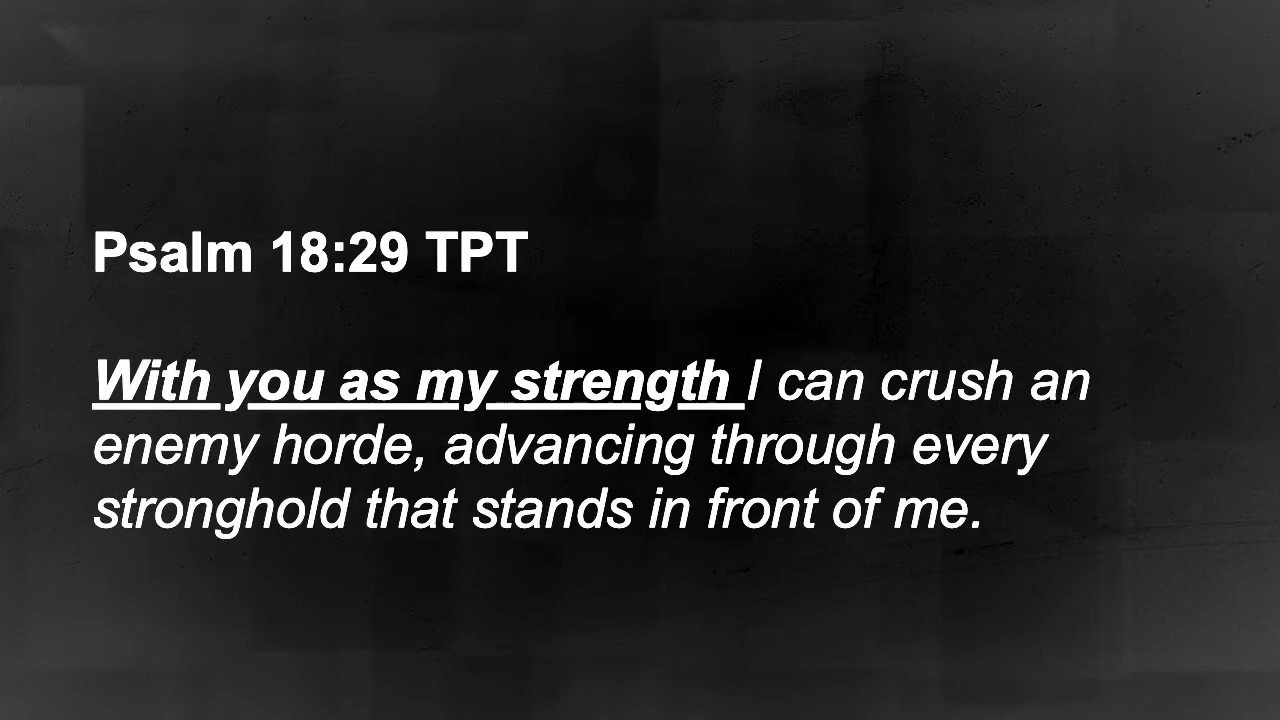 Psalm 18:29 TPT
With you as my strength I can crush an
enemy horde, advancing through every
stronghold that stands in front of me.